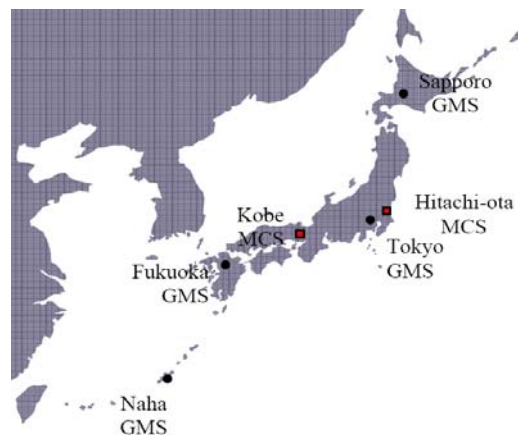 Sapporo
GMS
Hitachi-ota
MCS
Kobe
MCS
Tokyo
GMS
Fukuoka
GMS
Naha
GMS